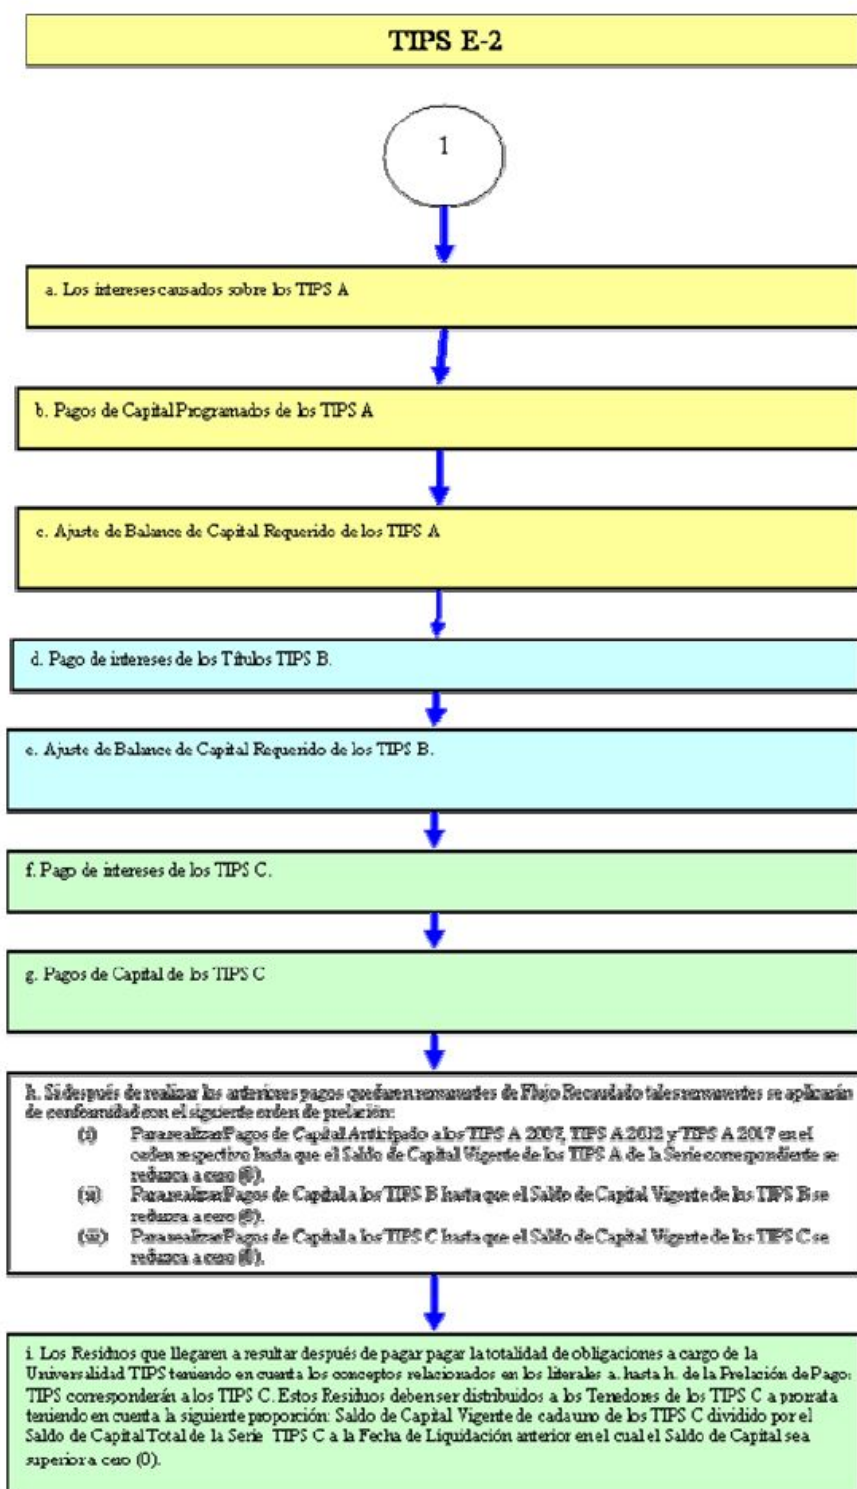 TIPS E-2
1
a. Los intereses causados sobre los TIPS A
b. Pagos de Capital Programados de los TIPS A
c. Ajuste de Balance de Capital Requerido de los TIPS A
d. Pago de intereses de los Títulos TIPS B.
e. Ajuste de Balance de Capital Requerido de los TIPS B.
f. Pago de intereses de los TIPS C.
g. Pagos de Capital de los TIPS C
h. Si después de realizar los anteriores pagos quedaren remanentes de Flujo Recaudado tales remanentes se aplicarán
de conformidad con el siguiente orden de prelación:
(i) Para realizar Pagos de Capital Anticipado a los TIPS A 2007, TIPS A 2012 y TIPS A 2017 en el
orden respectivo hasta que el Saldo de Capital Vigente de los TIPS A de la Serie correspondiente se
reduzca a cero (0).
(ii) Para realizar Pagos de Capital a los TIPS B hasta que el Saldo de Capital Vigente de los TIPS B se
reduzca a cero (0).
(iii) Para realizar Pagos de Capital a los TIPS C hasta que el Saldo de Capital Vigente de los TIPS C se
reduzca a cero (0).
i. Los Residuos que llegaren a resultar después de pagar pagar la totalidad de obligaciones a cargo de la
Universalidad TIPS teniendo en cuenta los conceptos relacionados en los literales a. hasta h. de la Prelación de Pago:
TIPS corresponderán a los TIPS C. Estos Residuos deben ser distribuidos a los Tenedores de los TIPS C a prorrata
teniendo en cuenta la siguiente proporción: Saldo de Capital Vigente de cada uno de los TIPS C dividido por el
Saldo de Capital Total de la Serie TIPS C a la Fecha de Liquidación anterior en el cual el Saldo de Capital sea
superior a cero (0).